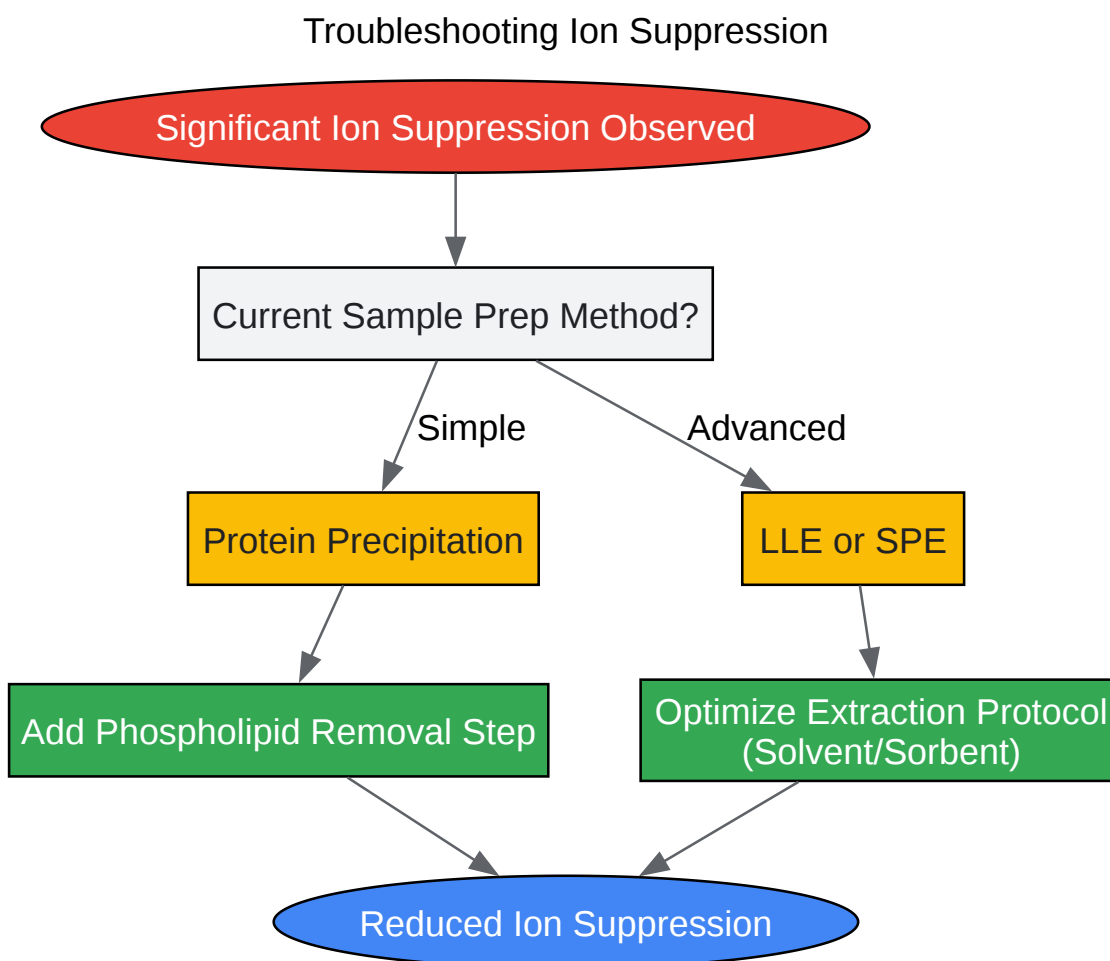 Troubleshooting Ion Suppression
Significant Ion Suppression Observed
Current Sample Prep Method?
Simple
Advanced
Protein Precipitation
LLE or SPE
Add Phospholipid Removal Step
Optimize Extraction Protocol
(Solvent/Sorbent)
Reduced Ion Suppression